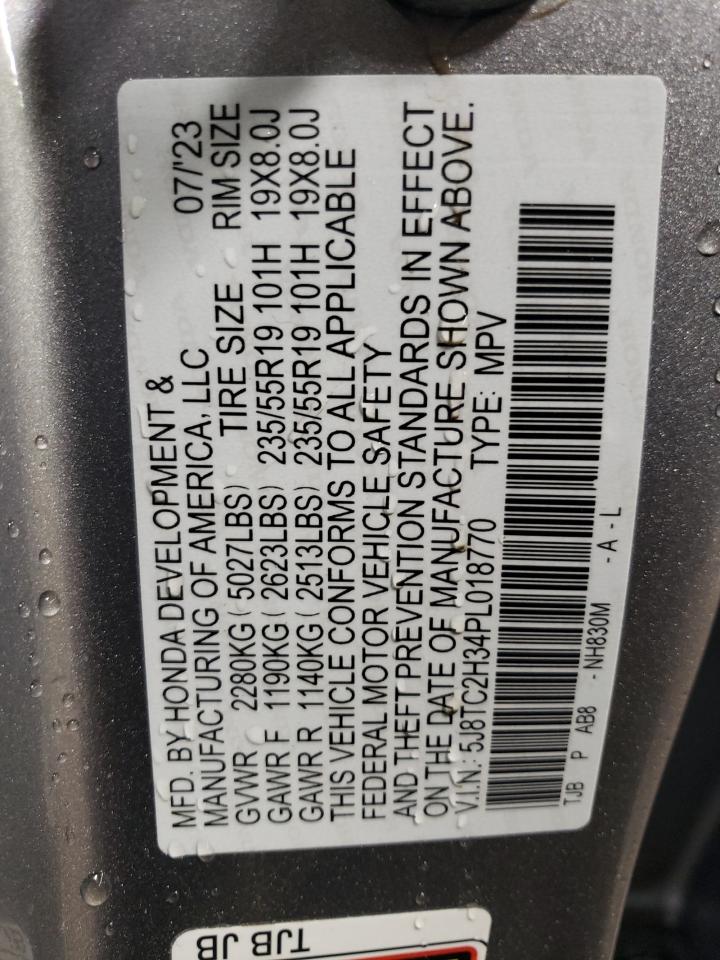 MFD. BY HONDA DEVELOPMENT &
MANUFACTURING OF AMERICA, LLC 07/'23
GVWR 2280KG ( 5027LBS) TIRE SIZE RIM SIZE
GAWR F 1190KG ( 2623LBS) 235/55R19 101H 19X8.0J
GAWR R 1140KG ( 2513LBS) 235/55R19 101H 19X8.0J
THIS VEHICLE CONFORMS TO ALL APPLICABLE
FEDERAL MOTOR VEHICLE SAFETY
AND THEFT PREVENTION STANDARDS IN EFFECT
ON THE DATE OF MANUFACTURE SHOWN ABOVE.
V.I.N.: 5J8TC2H34PL018770 TYPE: MPV
TJB P AB8 - NH830M - A - L
TJB JB